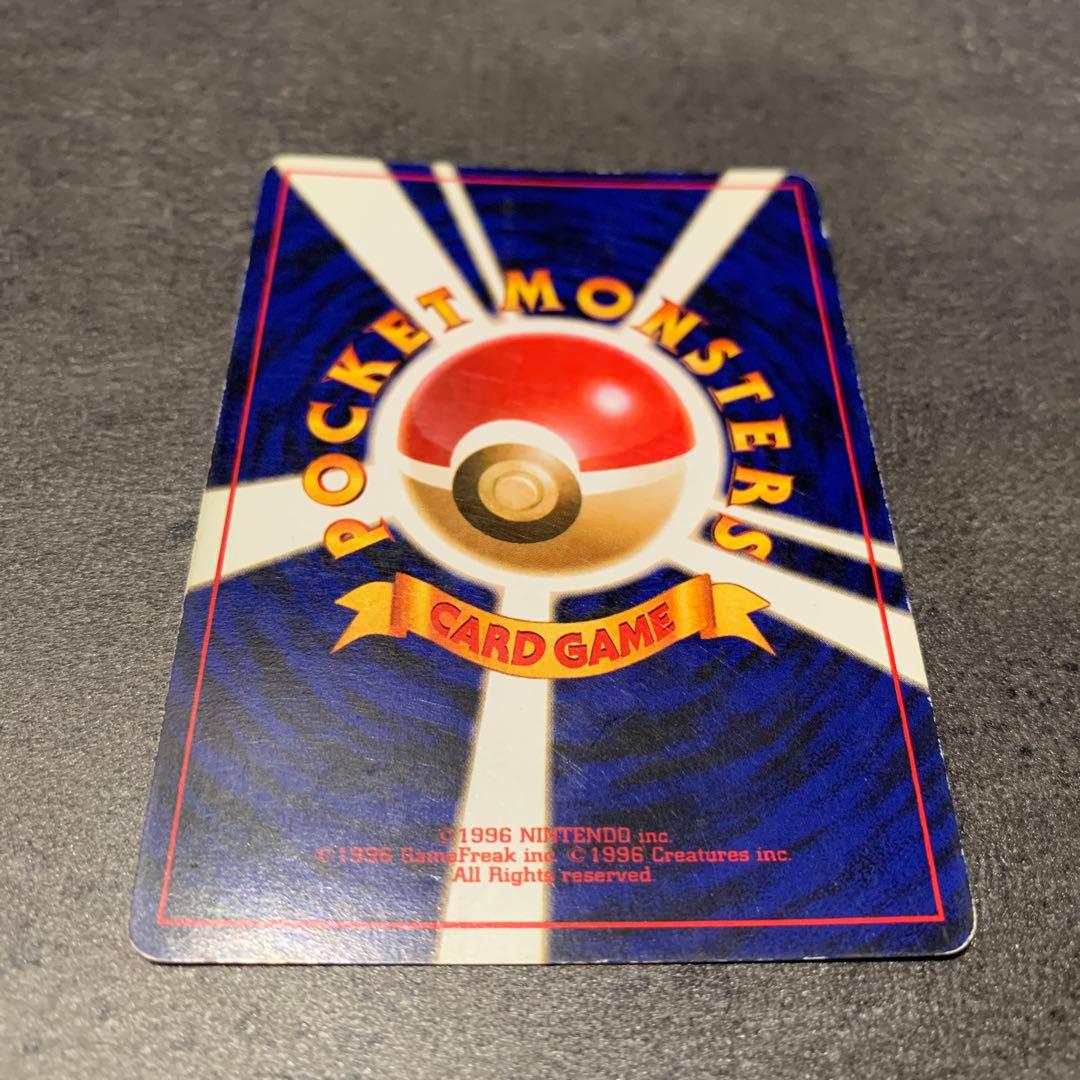 POCKET MONSTERS
CARD GAME
©1996 NINTENDO inc.
©1996 GameFreak inc. ©1996 Creatures inc.
All Rights reserved.